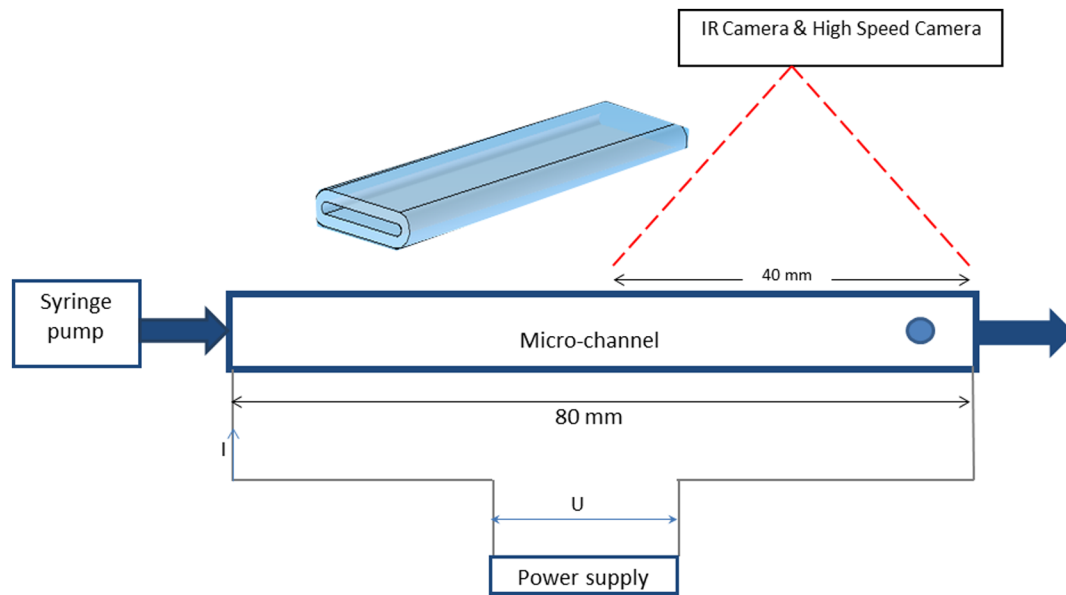 IR Camera & High Speed Camera
40 mm
Syringe
pump
Micro-channel
80 mm
I
U
Power supply